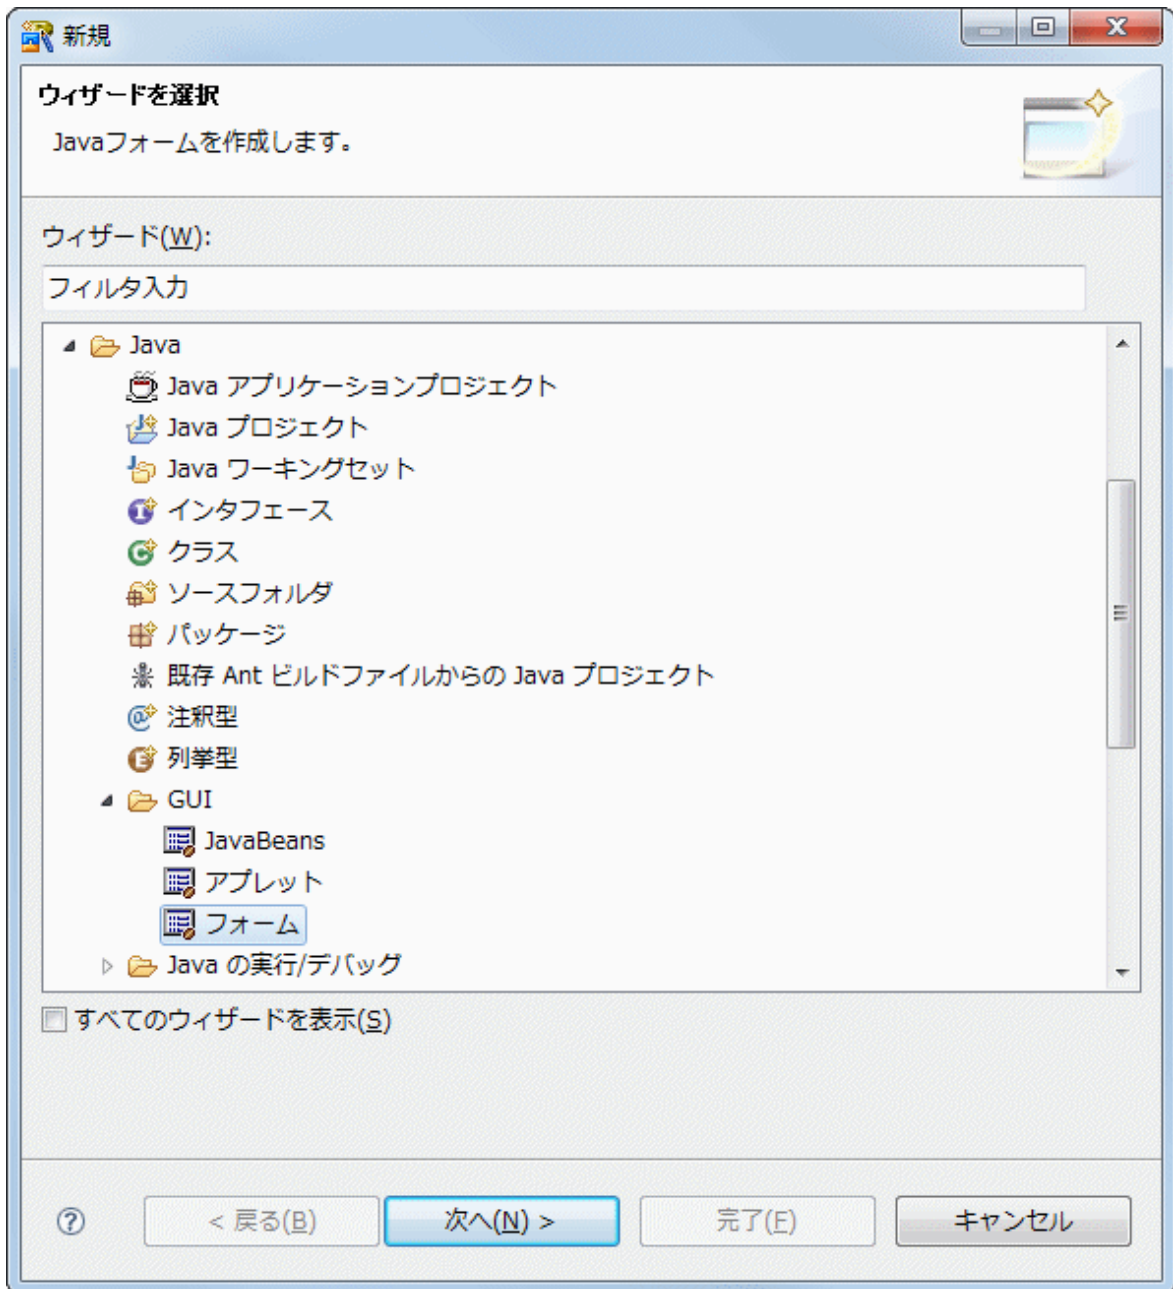 新規
ウィザードを選択
Javaフォームを作成します。
ウィザード(W):
フィルタ入力
Java
Java アプリケーションプロジェクト
Java プロジェクト
Java ワーキングセット
インタフェース
クラス
ソースフォルダ
パッケージ
既存 Ant ビルドファイルからの Java プロジェクト
注釈型
列挙型
GUI
JavaBeans
アプレット
フォーム
Java の実行/デバッグ
すべてのウィザードを表示(S)
< 戻る(B) 次へ(N) > 完了(F) キャンセル